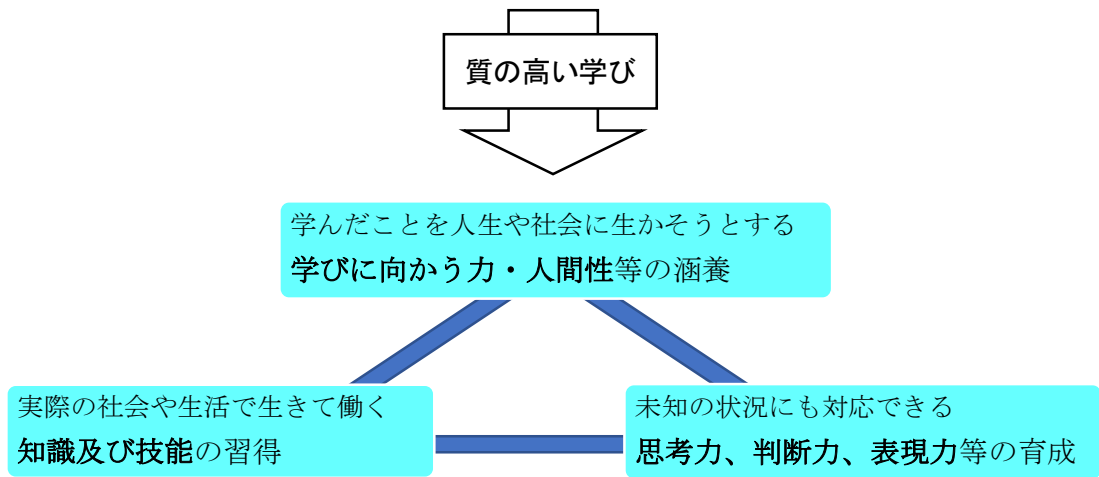 質の高い学び
学んだことを人生や社会に生かそうとする
学びに向かう力・人間性等の涵養
実際の社会や生活で生きて働く
知識及び技能の習得
未知の状況にも対応できる
思考力、判断力、表現力等の育成